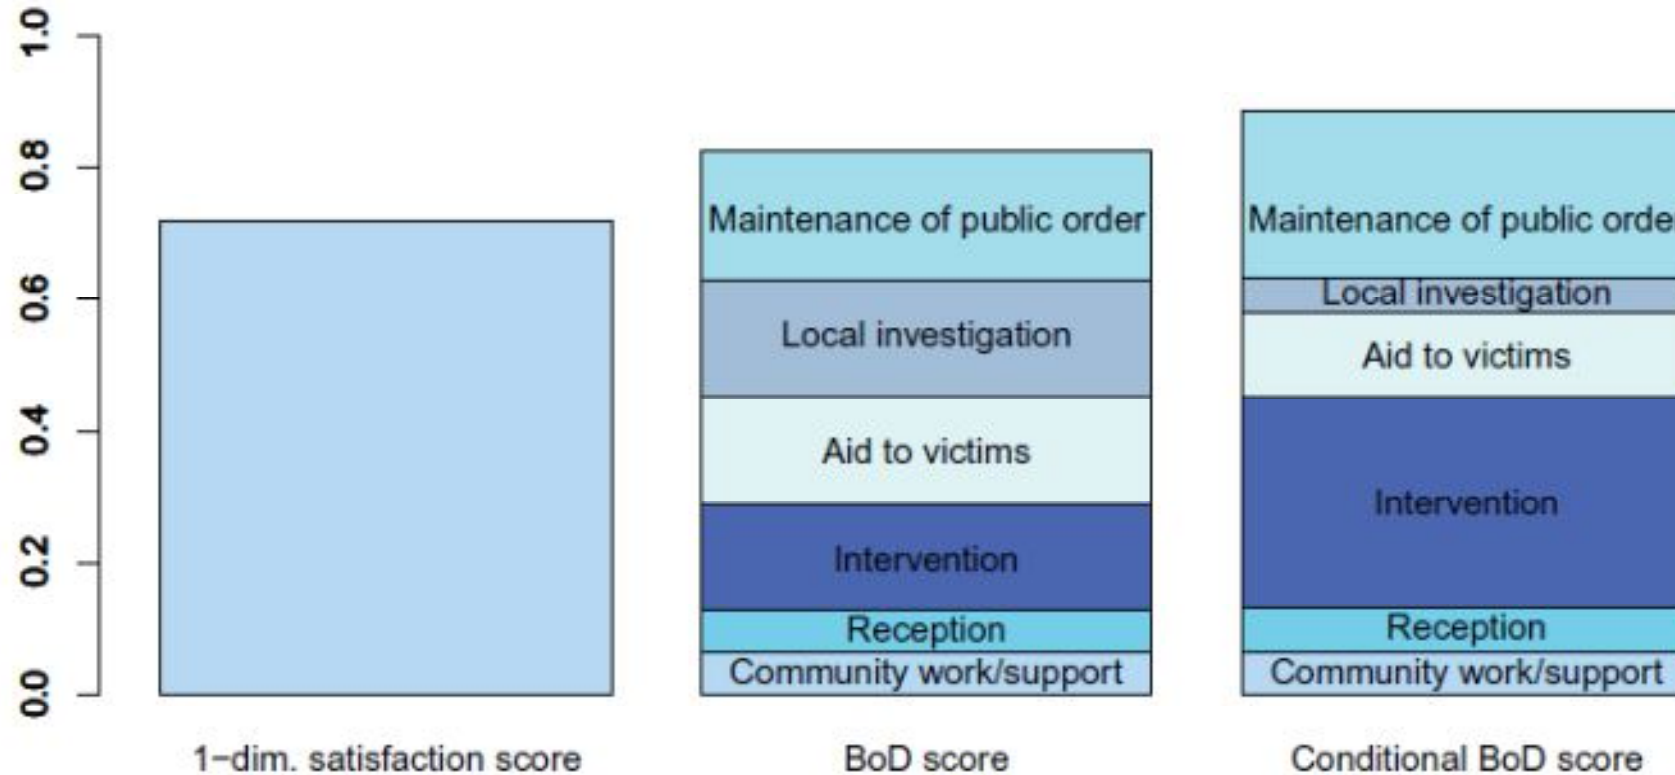 1.0
0.8
0.6
0.4
0.2
0.0
Maintenance of public order
Local investigation
Aid to victims
Intervention
Reception
Community work/support
Maintenance of public order
Local investigation
Aid to victims
Intervention
Reception
Community work/support
1−dim. satisfaction score
BoD score
Conditional BoD score